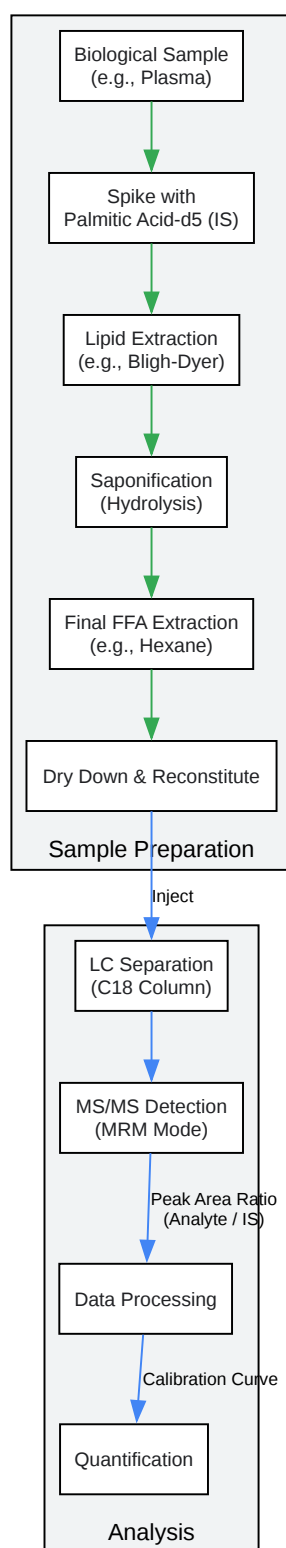 Biological Sample
(e.g., Plasma)
Spike with
Palmitic Acid-d5 (IS)
Lipid Extraction
(e.g., Bligh-Dyer)
Saponification
(Hydrolysis)
Final FFA Extraction
(e.g., Hexane)
Dry Down & Reconstitute
Sample Preparation
Inject
LC Separation
(C18 Column)
MS/MS Detection
(MRM Mode)
Peak Area Ratio
(Analyte / IS)
Data Processing
Calibration Curve
Quantification
Analysis